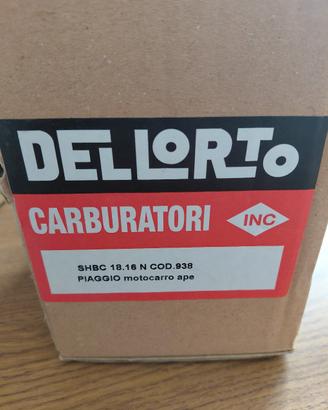 DELLORTO
CARBURATORI INC
SHBC 18.16 N COD.938
PIAGGIO motocarro ape